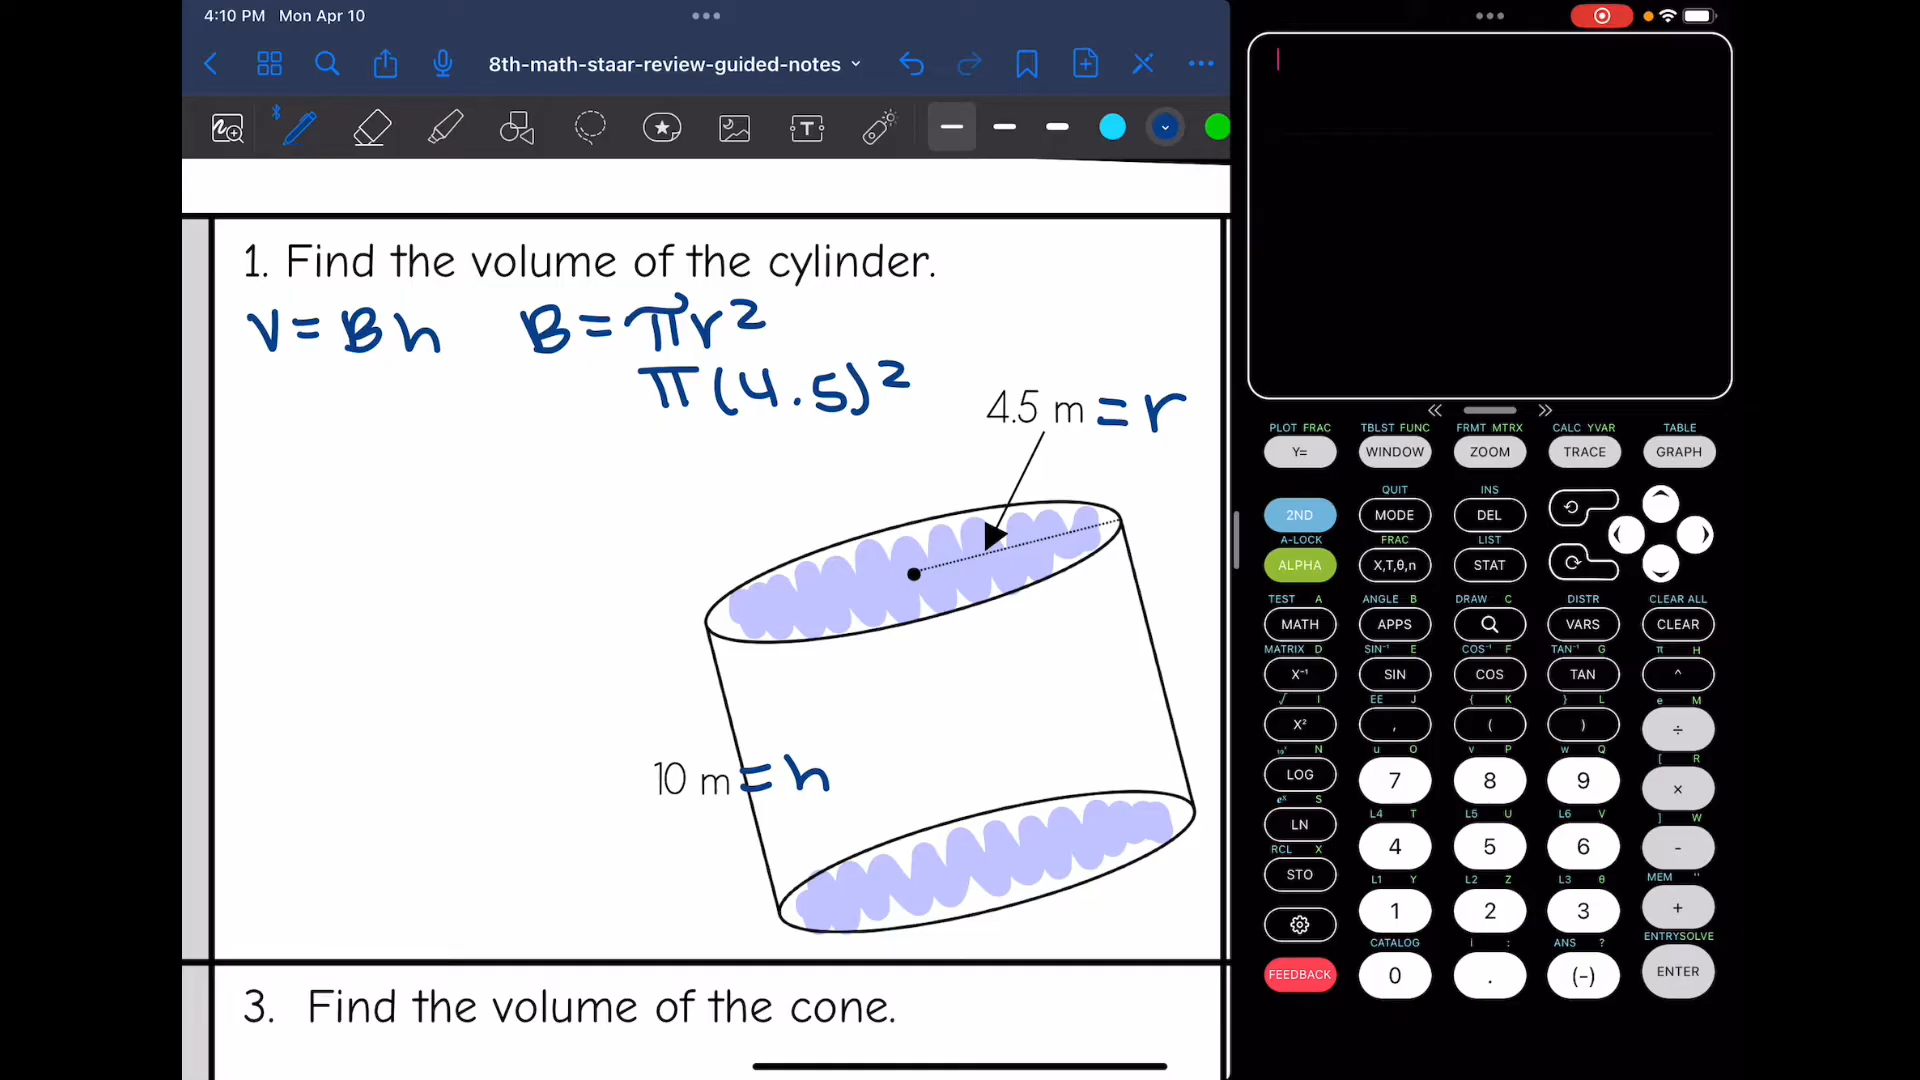 4:10 PM Mon Apr 10
8th-math-staar-review-guided-notes
T
1. Find the volume of the cylinder.
V = Bh B = πr²
π(4.5)²
4.5 m = r
10 m = h
3. Find the volume of the cone.
PLOT FRAC TBLST FUNC FRMT MTRX CALC YVAR TABLE
Y= WINDOW ZOOM TRACE GRAPH
QUIT INS
2ND MODE DEL
A-LOCK FRAC LIST
ALPHA X,T,θ,n STAT
TEST A ANGLE B DRAW C DISTR CLEAR ALL
MATH APPS VARS CLEAR
MATRIX D SIN⁻¹ E COS⁻¹ F TAN⁻¹ G π H
X⁻¹ SIN COS TAN ^
√ I EE J { K } L e M
X² , ( ) ÷
10ˣ N u O v P w Q [ R
LOG 7 8 9 ×
eˣ S L4 T L5 U L6 V ] W
LN 4 5 6 -
RCL X L1 Y L2 Z L3 θ MEM "
STO 1 2 3 +
CATALOG i : ANS ? ENTRY SOLVE
FEEDBACK 0 . (-) ENTER